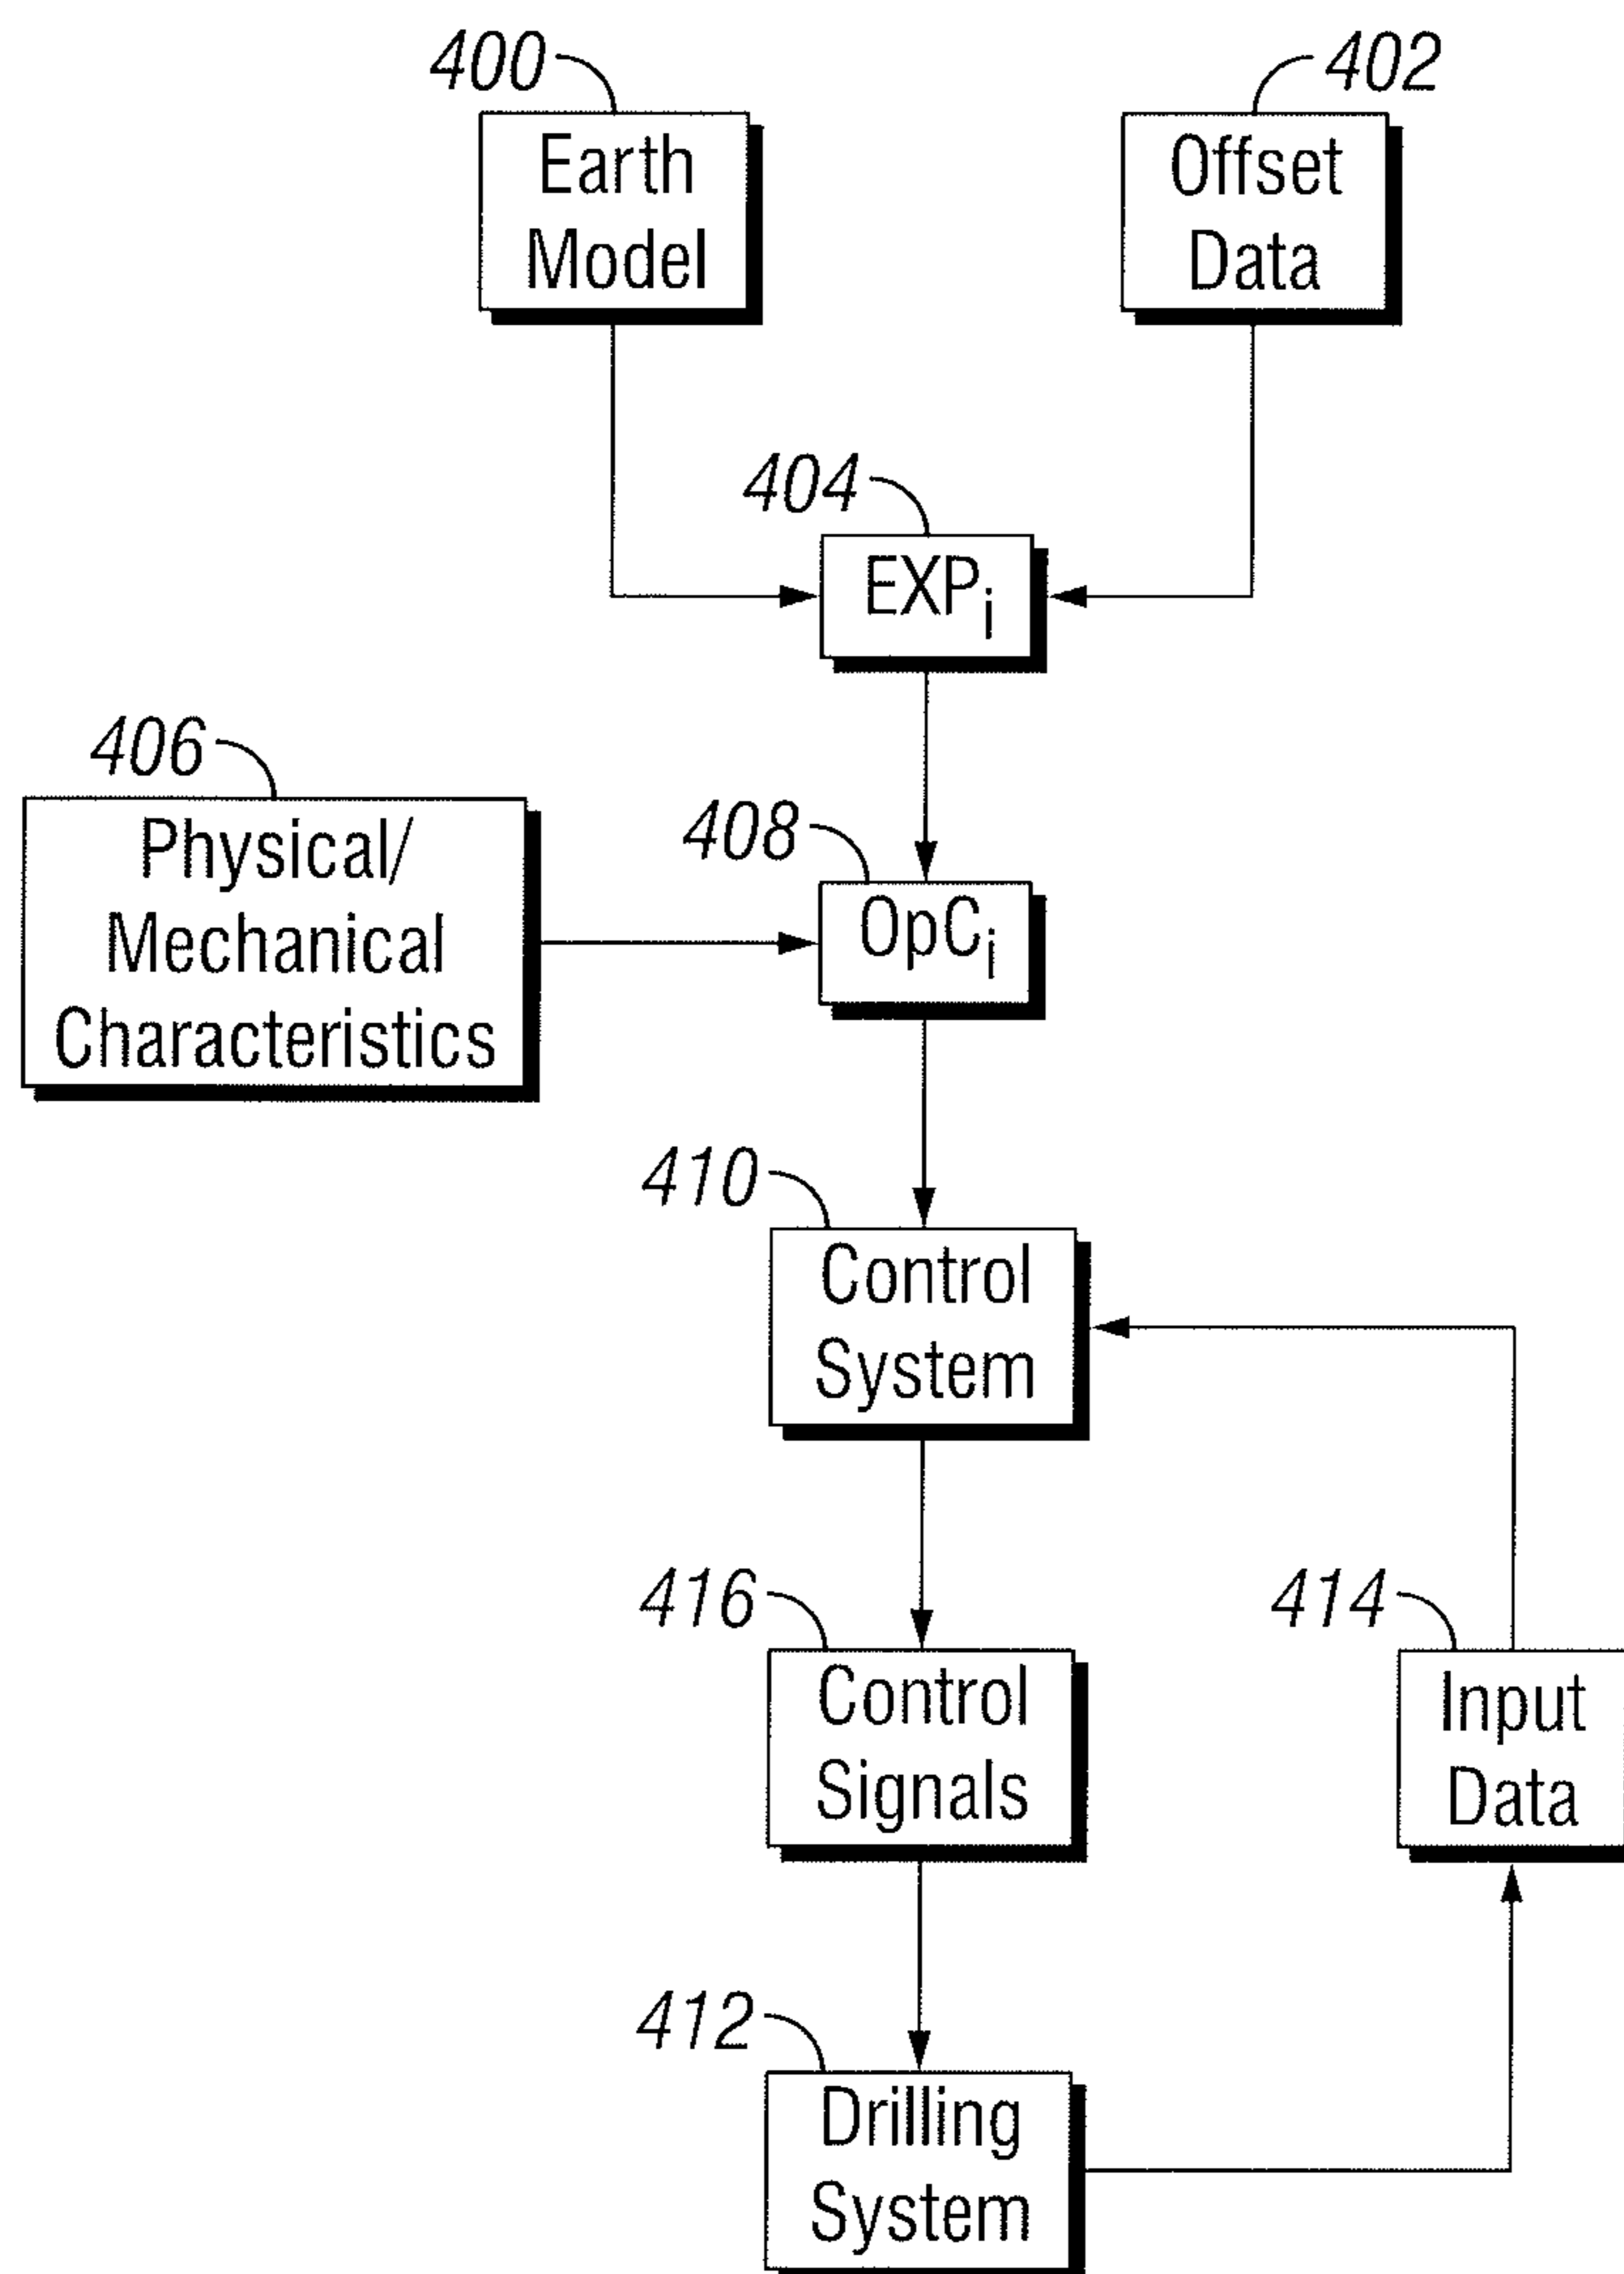 400
402
Earth
Model
Offset
Data
404
EXPi
406
Physical/
Mechanical
Characteristics
408
OpCi
410
Control
System
416
Control
Signals
414
Input
Data
412
Drilling
System